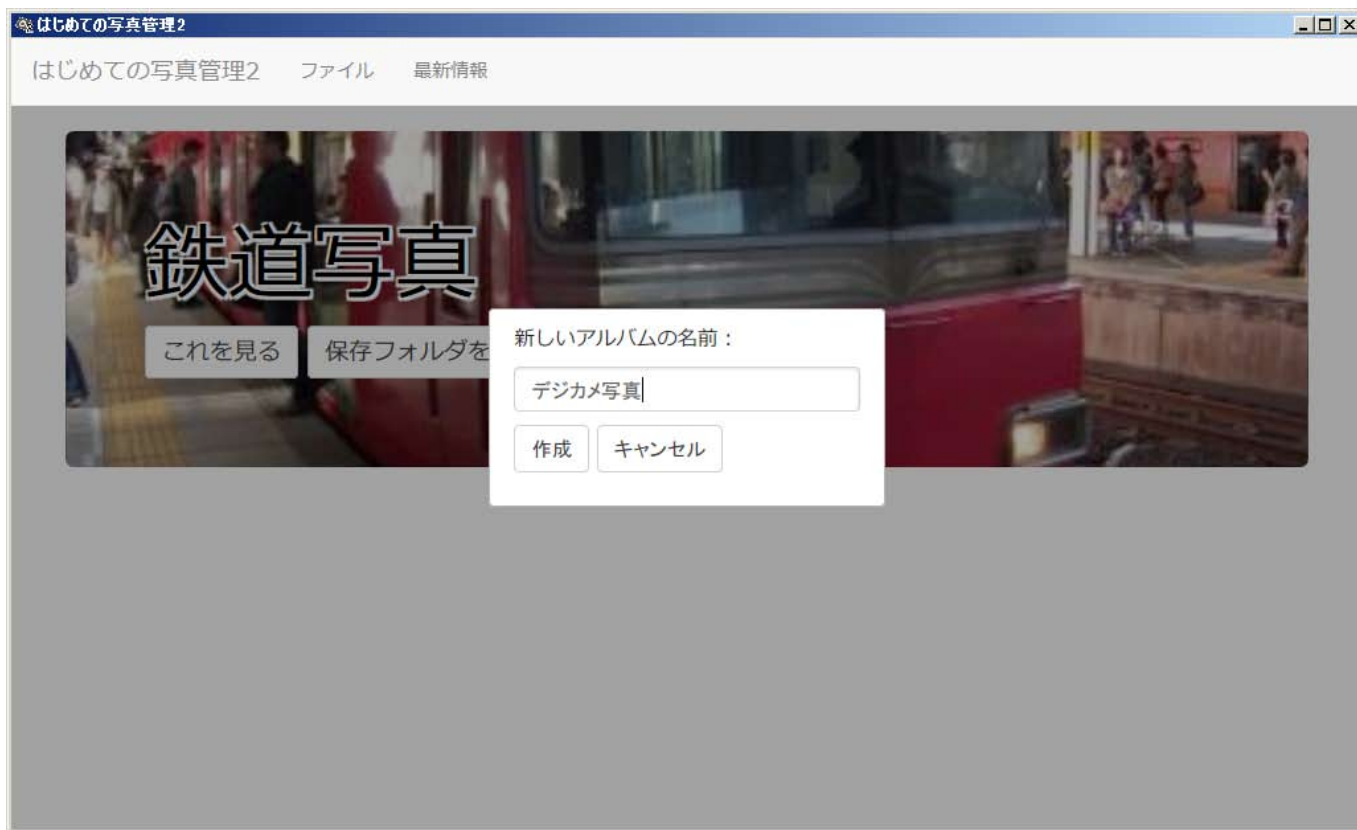 はじめての写真管理2
はじめての写真管理2 ファイル 最新情報
鉄道写真
これを見る 保存フォルダを
新しいアルバムの名前：
デジカメ写真
作成 キャンセル